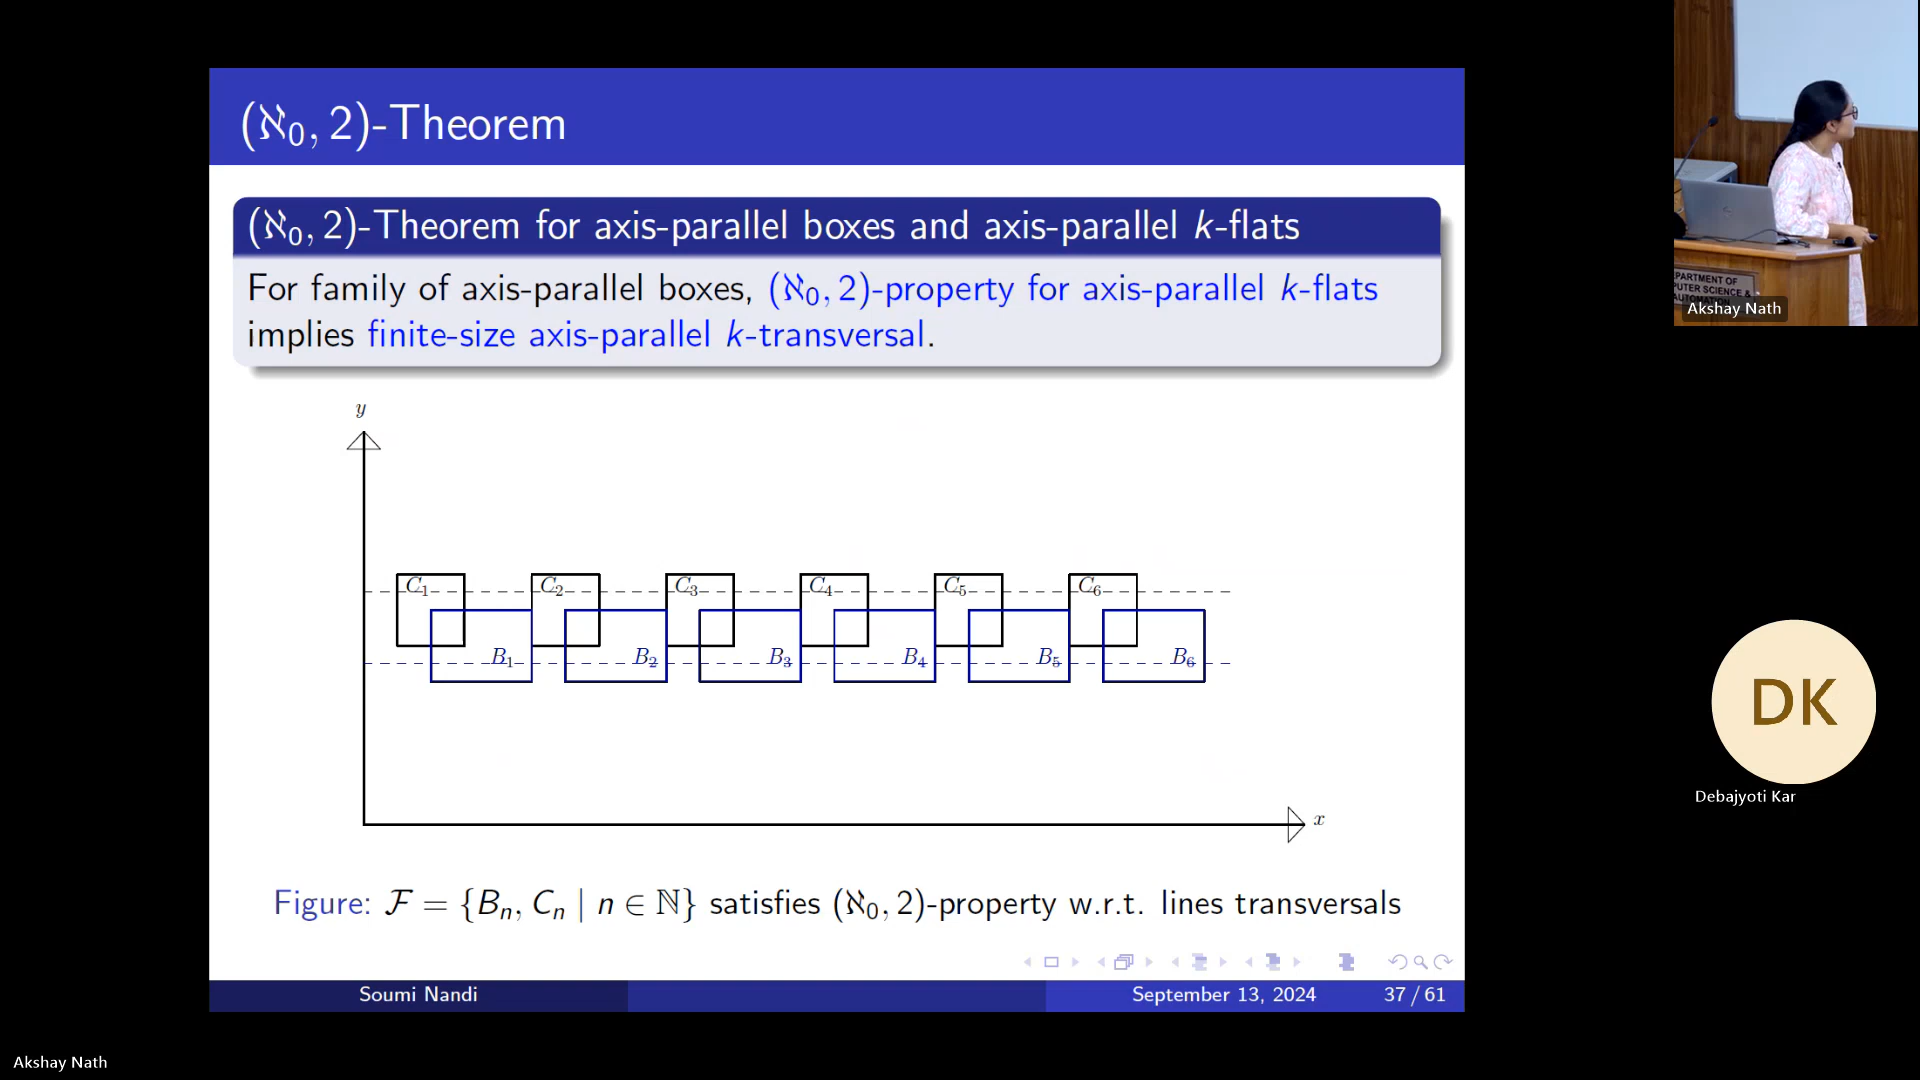 (ℵ₀, 2)-Theorem
(ℵ₀, 2)-Theorem for axis-parallel boxes and axis-parallel k-flats
For family of axis-parallel boxes, (ℵ₀, 2)-property for axis-parallel k-flats
implies finite-size axis-parallel k-transversal.
y
C₁ C₂ C₃ C₄ C₅ C₆
B₁ B₂ B₃ B₄ B₅ B₆
x
Figure: ℱ = {Bₙ, Cₙ | n ∈ ℕ} satisfies (ℵ₀, 2)-property w.r.t. lines transversals
Soumi Nandi September 13, 2024 37 / 61
Akshay Nath
DK
Debajyoti Kar
Akshay Nath